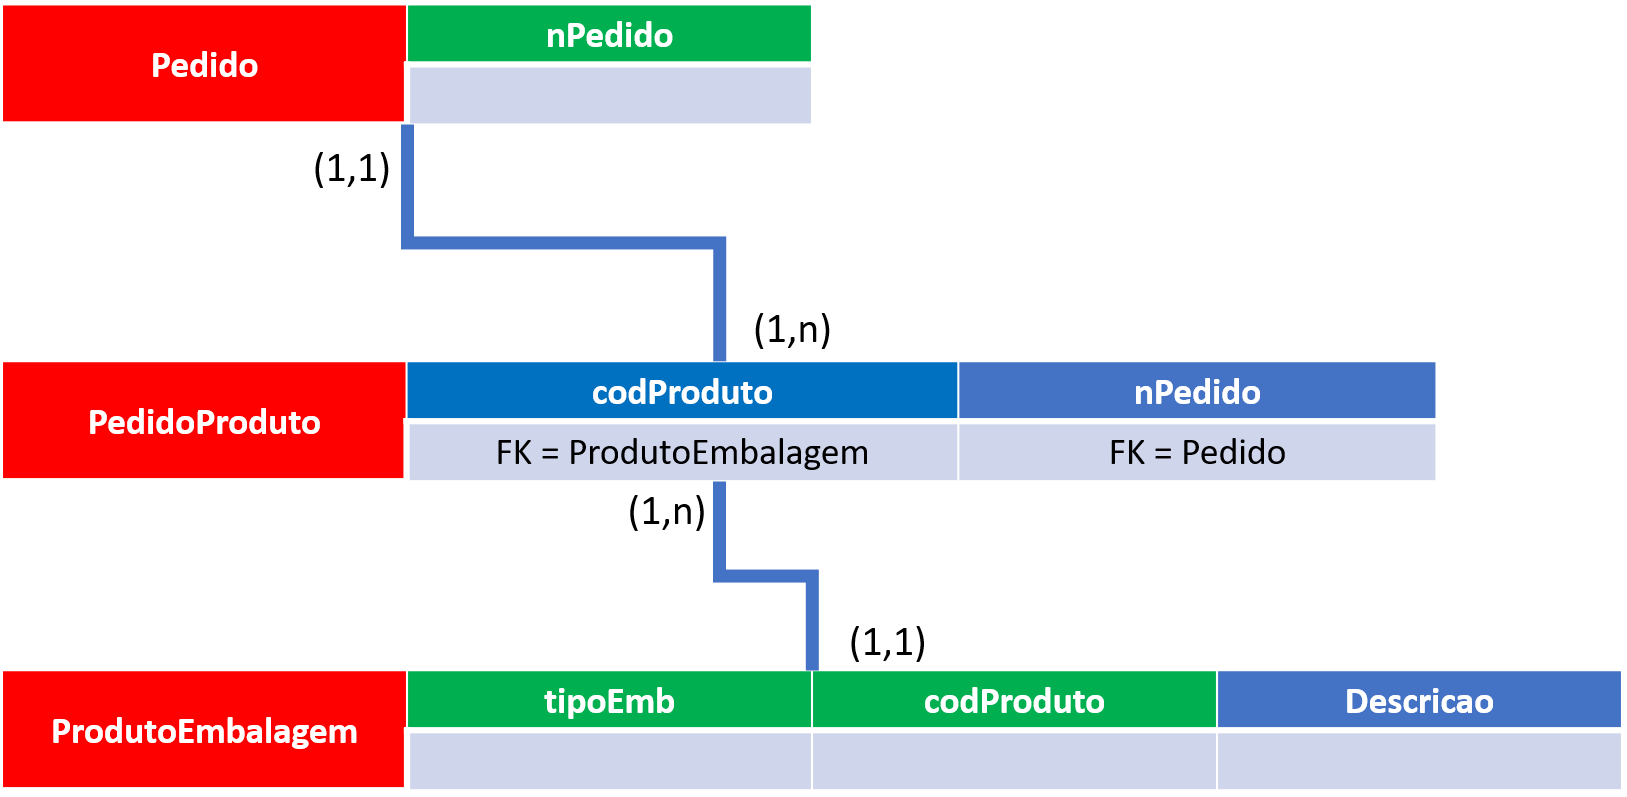 Pedido
nPedido
(1,1)
(1,n)
PedidoProduto
codProduto
nPedido
FK = ProdutoEmbalagem
FK = Pedido
(1,n)
(1,1)
ProdutoEmbalagem
tipoEmb
codProduto
Descricao